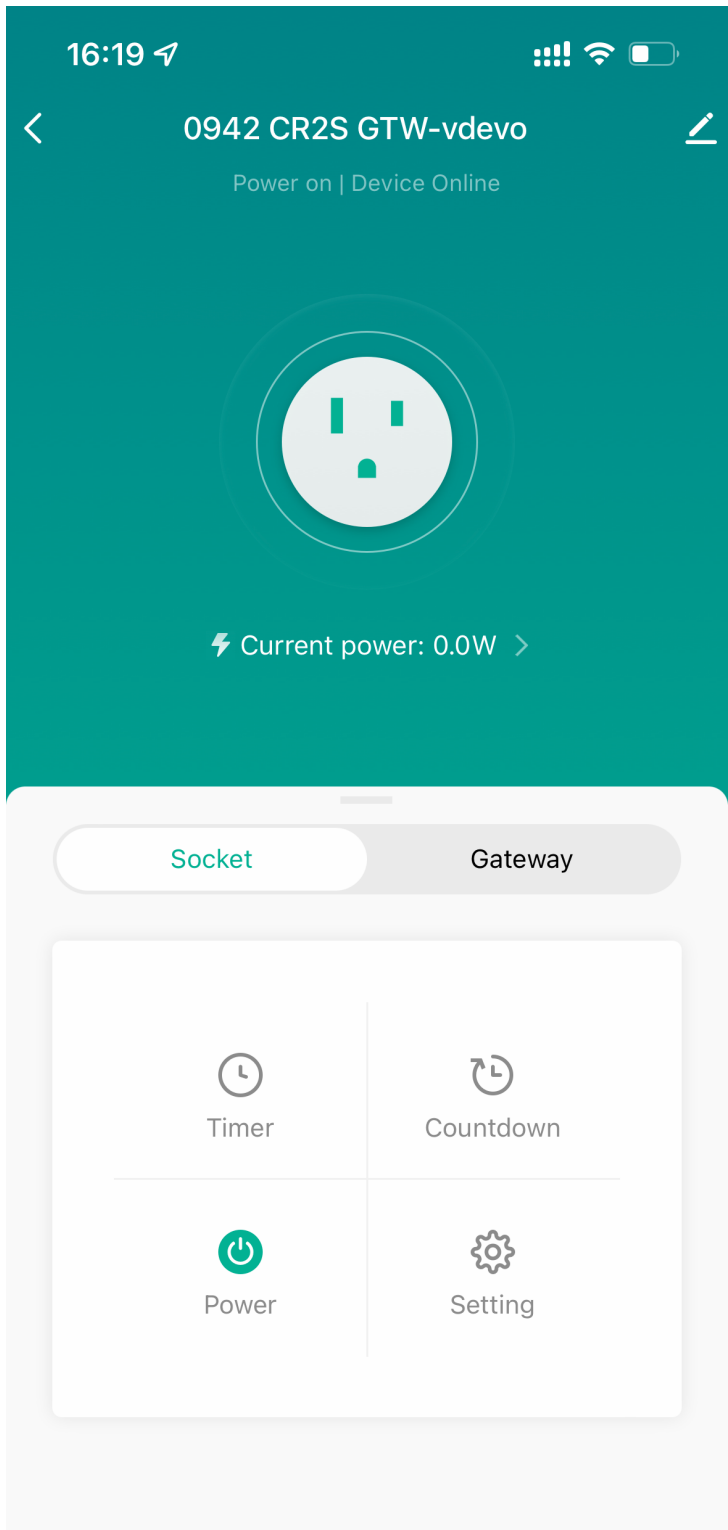 16:19
0942 CR2S GTW-vdevo
Power on | Device Online
Current power: 0.0W
Socket Gateway
Timer Countdown
Power Setting